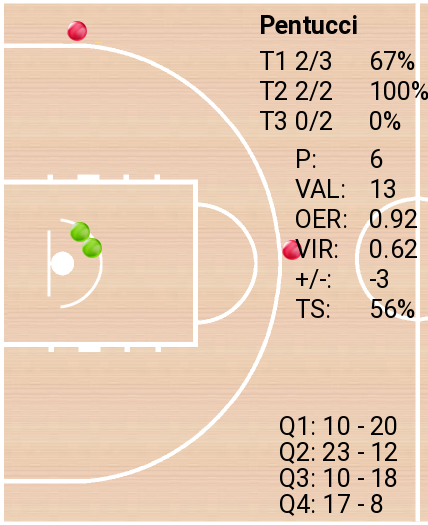 Pentucci
T1 2/3 67%
T2 2/2 100%
T3 0/2 0%
P: 6
VAL: 13
OER: 0.92
VIR: 0.62
+/-: -3
TS: 56%
Q1: 10 - 20
Q2: 23 - 12
Q3: 10 - 18
Q4: 17 - 8